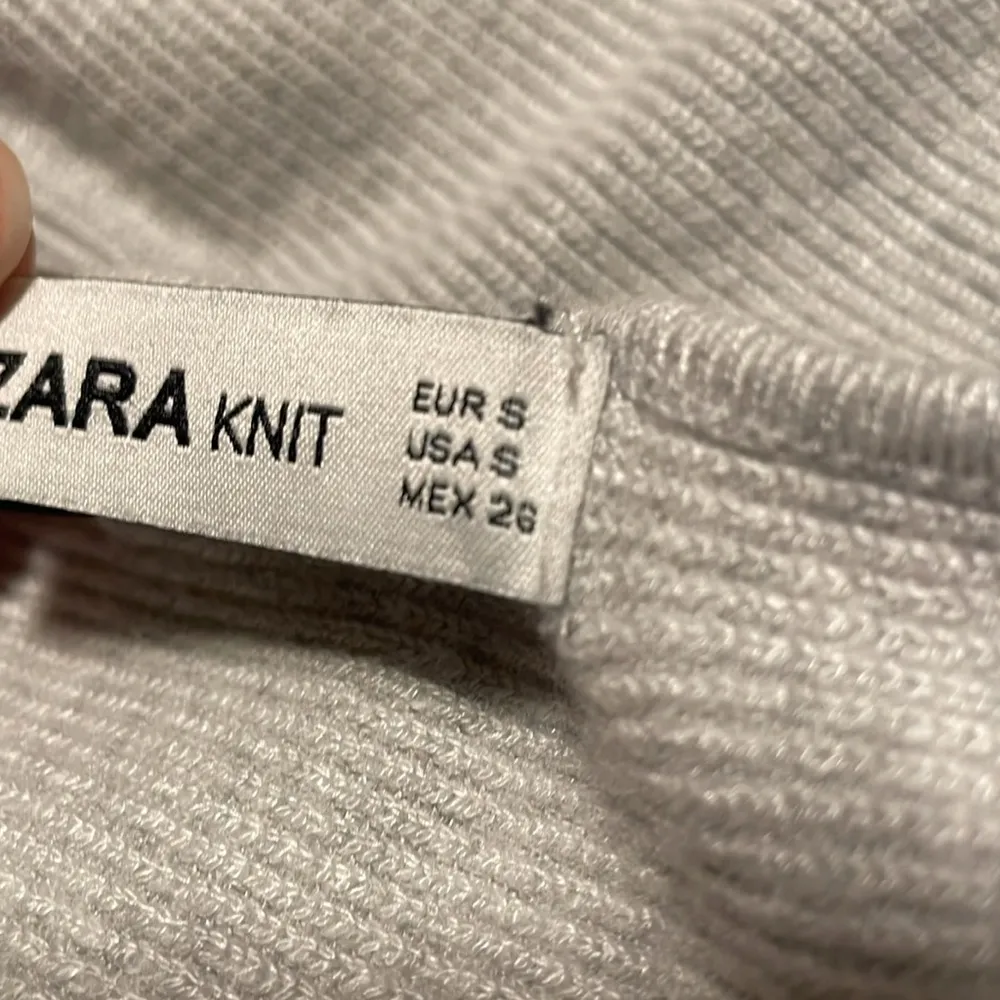 ZARA KNIT
EUR S
USA S
MEX 26